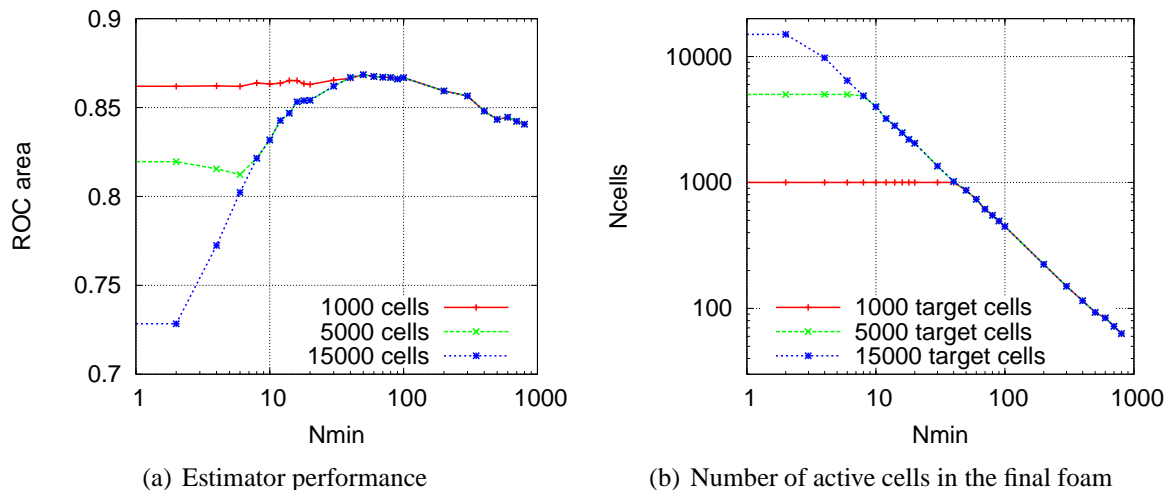 0.9
0.85
0.8
0.75
0.7
ROC area
1000 cells
5000 cells
15000 cells
1
10
100
1000
Nmin
(a) Estimator performance
10000
1000
100
Ncells
1000 target cells
5000 target cells
15000 target cells
1
10
100
1000
Nmin
(b) Number of active cells in the final foam